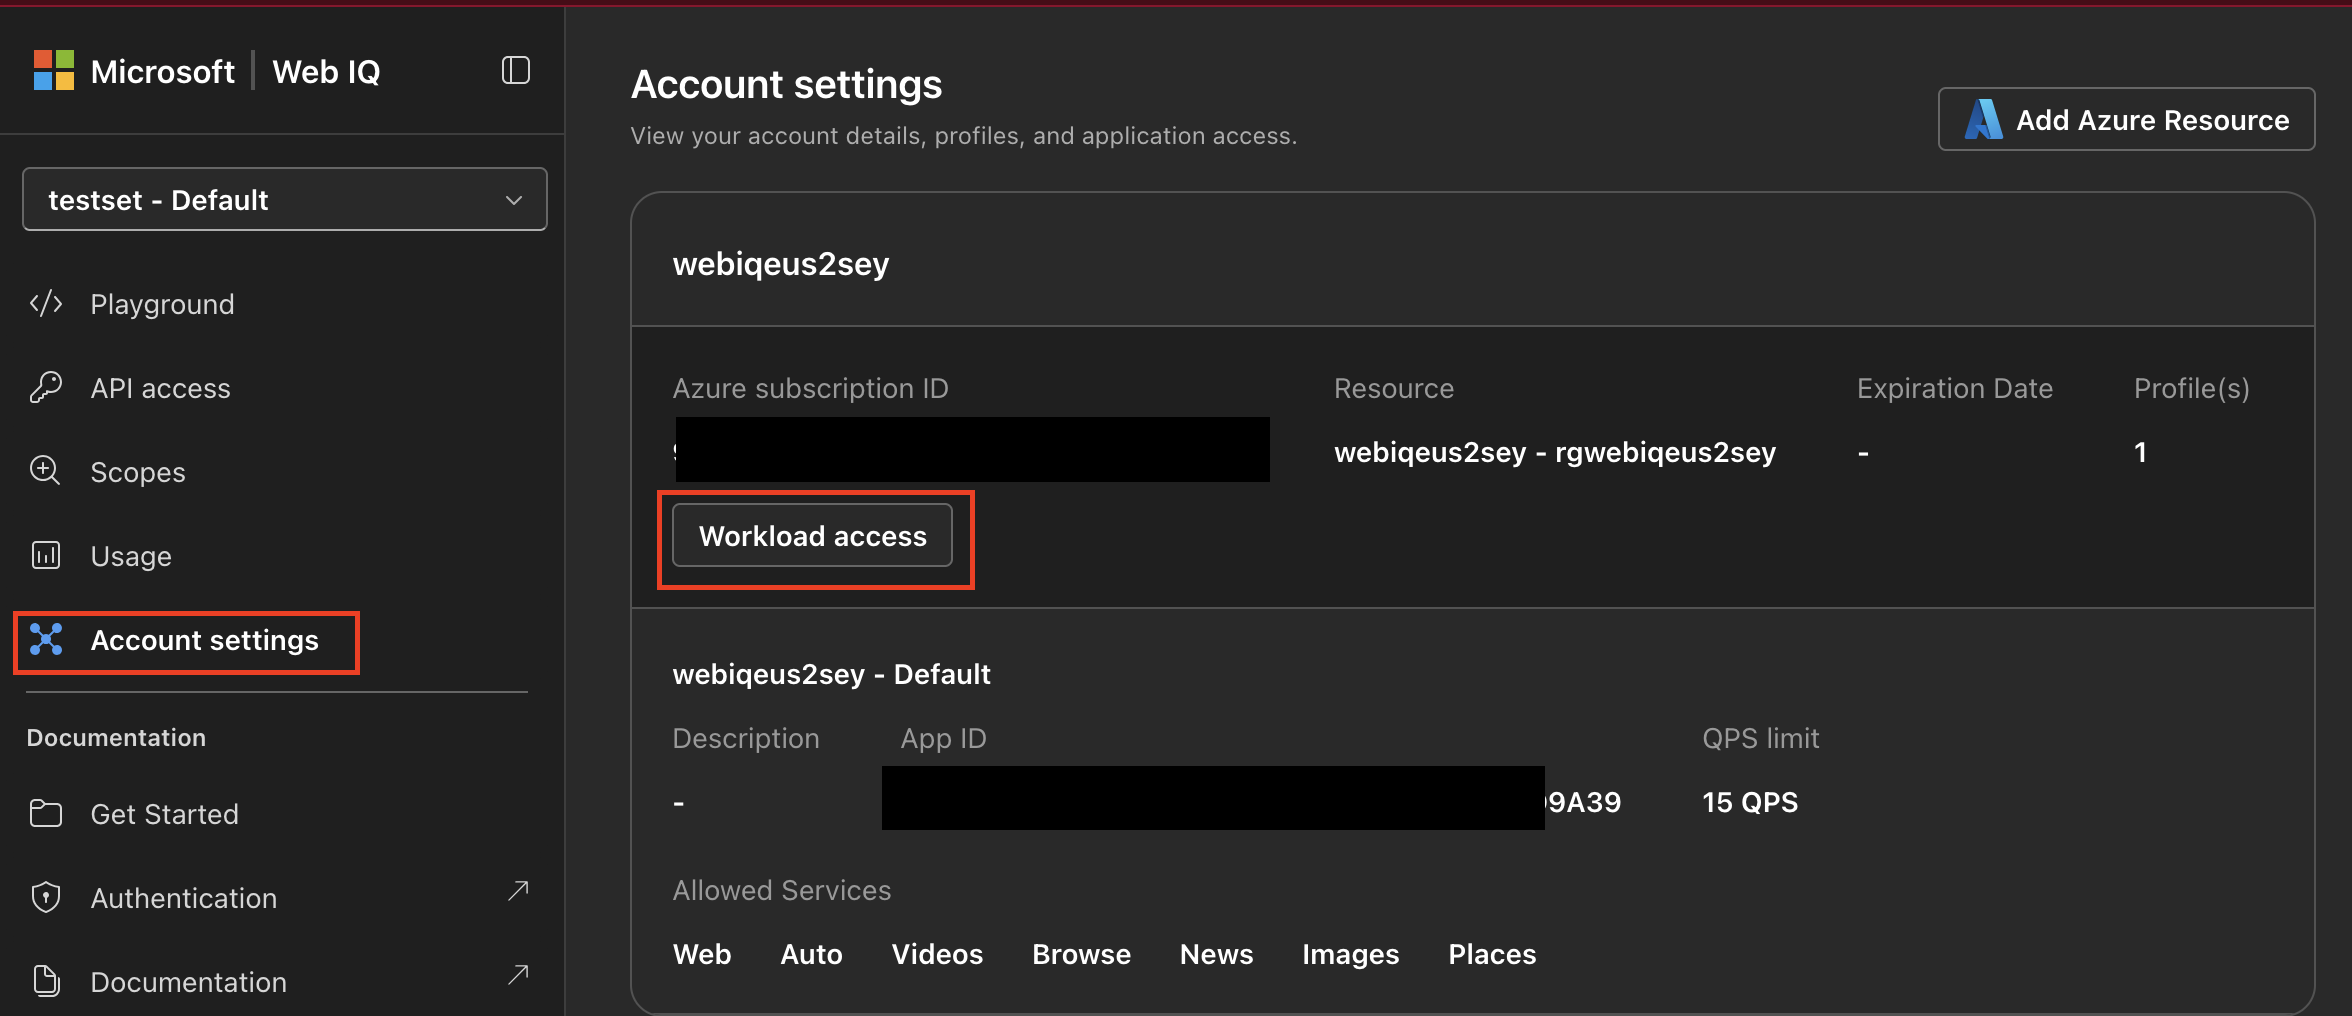 Microsoft | Web IQ
testset - Default
Playground
API access
Scopes
Usage
Account settings
Documentation
Get Started
Authentication
Documentation
Account settings
View your account details, profiles, and application access.
Add Azure Resource
webiqeus2sey
Azure subscription ID
Resource
webiqeus2sey - rgwebiqeus2sey
Expiration Date
-
Profile(s)
1
Workload access
webiqeus2sey - Default
Description
-
App ID
9A39
QPS limit
15 QPS
Allowed Services
Web Auto Videos Browse News Images Places